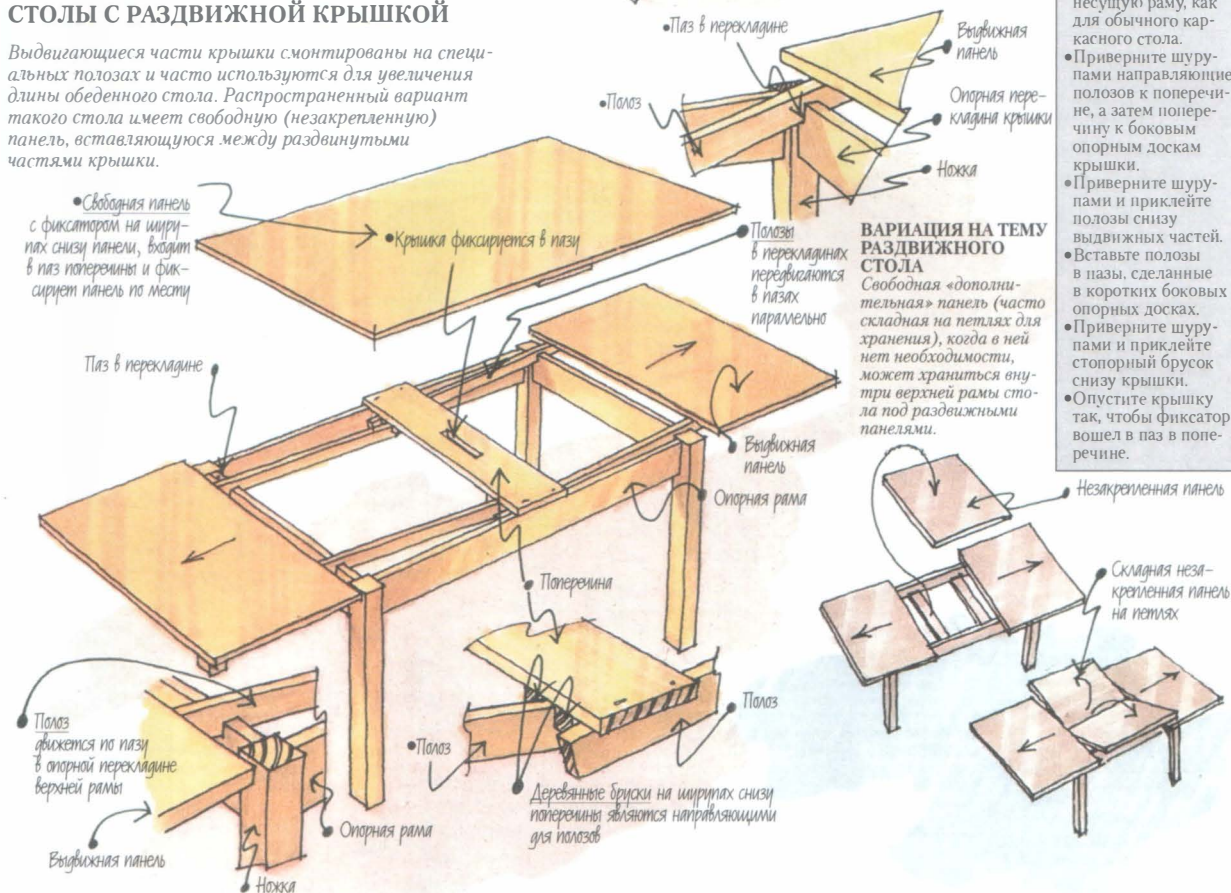 СТОЛЫ С РАЗДВИЖНОЙ КРЫШКОЙ
Выдвигающиеся части крышки смонтированы на специ-
альных полозах и часто используются для увеличения
длины обеденного стола. Распространенный вариант
такого стола имеет свободную (незакрепленную)
панель, вставляющуюся между раздвинутыми
частями крышки.
•Свободная панель
с фиксатором на шуру-
пах снизу панели, входит
в паз поперечины и фик-
сирует панель по месту
•Крышка фиксируется в пазу
Паз в перекладине
•Паз в перекладине
•Полоз
Выдвижная
панель
Опорная пере-
кладина крышки
Ножка
•Полозы
в перекладинах
передвигаются
в пазах
параллельно
Выдвижная
панель
Опорная рама
Поперечина
Полоз
движется по пазу
в опорной перекладине
верхней рамы
Выдвижная панель
Ножка
Опорная рама
•Полоз
Полоз
Деревянные бруски на шурупах снизу
поперечины являются направляющими
для полозов
ВАРИАЦИЯ НА ТЕМУ
РАЗДВИЖНОГО
СТОЛА
Свободная «дополни-
тельная» панель (часто
складная на петлях для
хранения), когда в ней
нет необходимости,
может храниться вну-
три верхней рамы сто-
ла под раздвижными
панелями.
Незакрепленная панель
Складная неза-
крепленная панель
на петлях
несущую раму, как
для обычного кар-
касного стола.
•Приверните шуру-
пами направляющие
полозов к поперечи-
не, а затем попере-
чину к боковым
опорным доскам
крышки.
•Приверните шуру-
пами и приклейте
полозы снизу
выдвижных частей.
•Вставьте полозы
в пазы, сделанные
в коротких боковых
опорных досках.
•Приверните шуру-
пами и приклейте
стопорный брусок
снизу крышки.
•Опустите крышку
так, чтобы фиксатор
вошел в паз в попе-
речине.